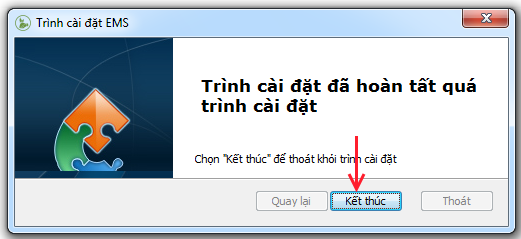 Trình cài đặt EMS
Trình cài đặt đã hoàn tất quá
trình cài đặt
Chọn "Kết thúc" để thoát khỏi trình cài đặt
Quay lại
Kết thúc
Thoát